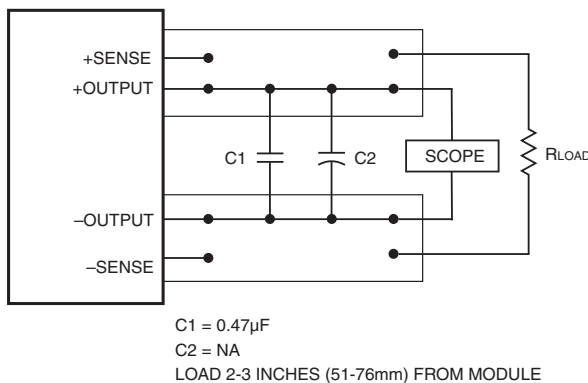 +SENSE
+OUTPUT
C1
C2
SCOPE
RLOAD
–OUTPUT
–SENSE
C1 = 0.47µF
C2 = NA
LOAD 2-3 INCHES (51-76mm) FROM MODULE